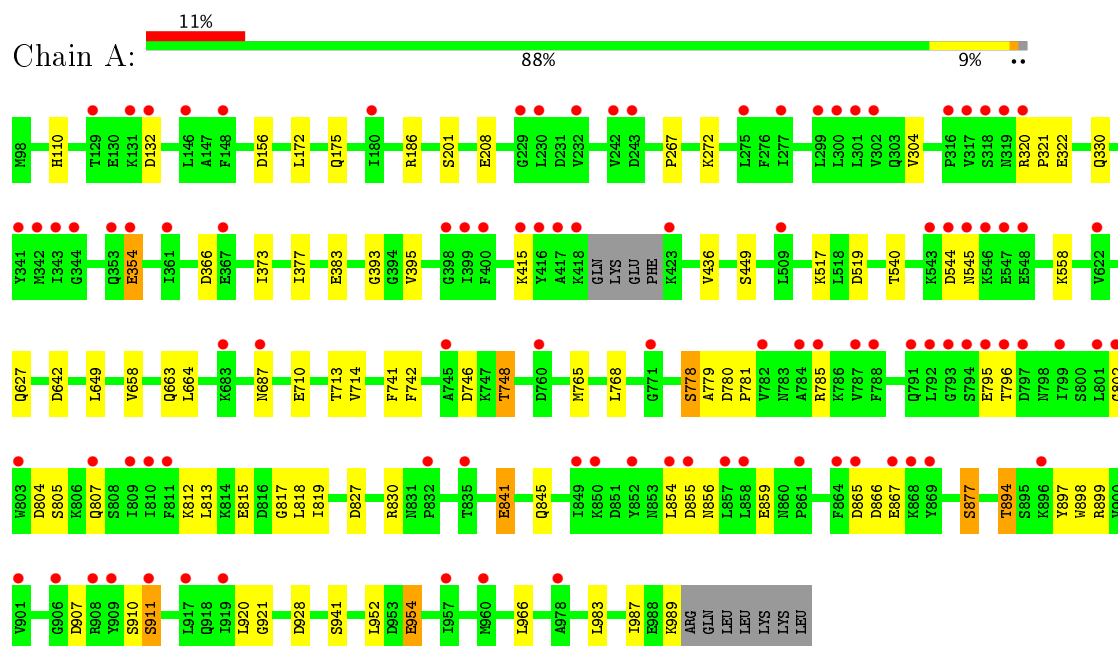 11%
Chain A:
88% 9% ••
M98 H110 T129 E130 K131 D132 L146 A147 F148 D156 L172 Q175 I180 R186 S201 E208 G229 L230 D231 V232 V242 D243 P267 K272 L275 F276 I277 L299 L300 L301 V302 Q303 V304 P316 V317 S318 N319 R320 P321 E322 Q330
Y341 M342 I343 G344 Q353 E354 I361 D366 E367 I373 I377 E383 G393 G394 V395 G398 I399 F400 K415 Y416 A417 K418 GLN LYS GLU PHE K423 V436 S449 L509 K517 L518 D519 T540 K543 D544 N545 K546 E547 E548 K558 V622
Q627 D642 L649 V658 Q663 L664 K683 N687 E710 T713 V714 F741 F742 A745 D746 K747 T748 D760 M765 L768 G771 S778 A779 D780 P781 V782 N783 A784 R785 K786 V787 F788 Q791 L792 G793 S794 E795 T796 D797 N798 I799 S800 L801
W803 D804 S805 K806 Q807 S808 I809 I810 F811 K812 L813 K814 E815 D816 G817 L818 I819 D827 R830 N831 P832 T835 E841 Q845 I849 K850 D851 Y852 N853 L854 D855 N856 L857 L858 E859 N860 P861 F864 D865 D866 E867 K868 Y869 S877 T894 S895 K896 Y897 W898 R899
V901 G906 D907 R908 Y909 S910 S911 L917 Q918 I919 L920 G921 D928 S941 L952 D953 E954 I957 M960 L966 A978 L983 I987 E988 K989 ARG GLN LEU LEU LYS LYS LEU